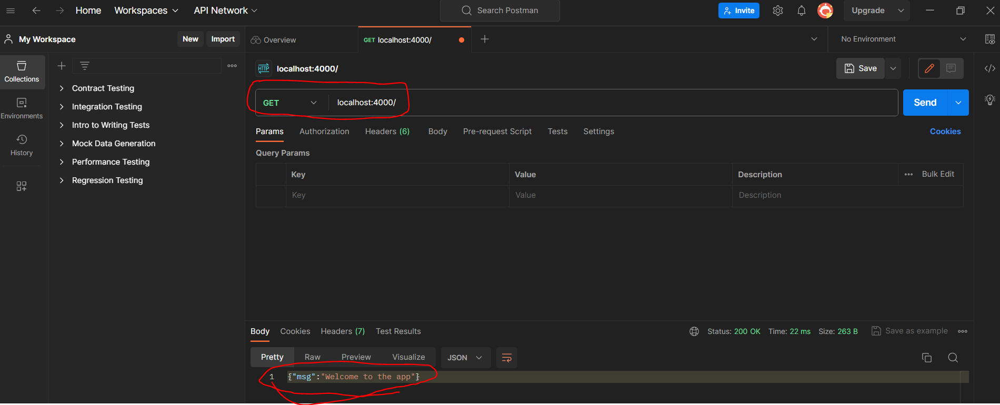 Home Workspaces API Network Search Postman Invite Upgrade
My Workspace New Import Overview GET localhost:4000/ No Environment
Collections
Environments
History
Contract Testing
Integration Testing
Intro to Writing Tests
Mock Data Generation
Performance Testing
Regression Testing
HTTP localhost:4000/ Save
GET localhost:4000/ Send
Params Authorization Headers (6) Body Pre-request Script Tests Settings Cookies
Query Params
Key Value Description Bulk Edit
Key Value Description
Body Cookies Headers (7) Test Results Status: 200 OK Time: 22 ms Size: 263 B Save as example
Pretty Raw Preview Visualize JSON
1 {"msg":"Welcome to the app"}